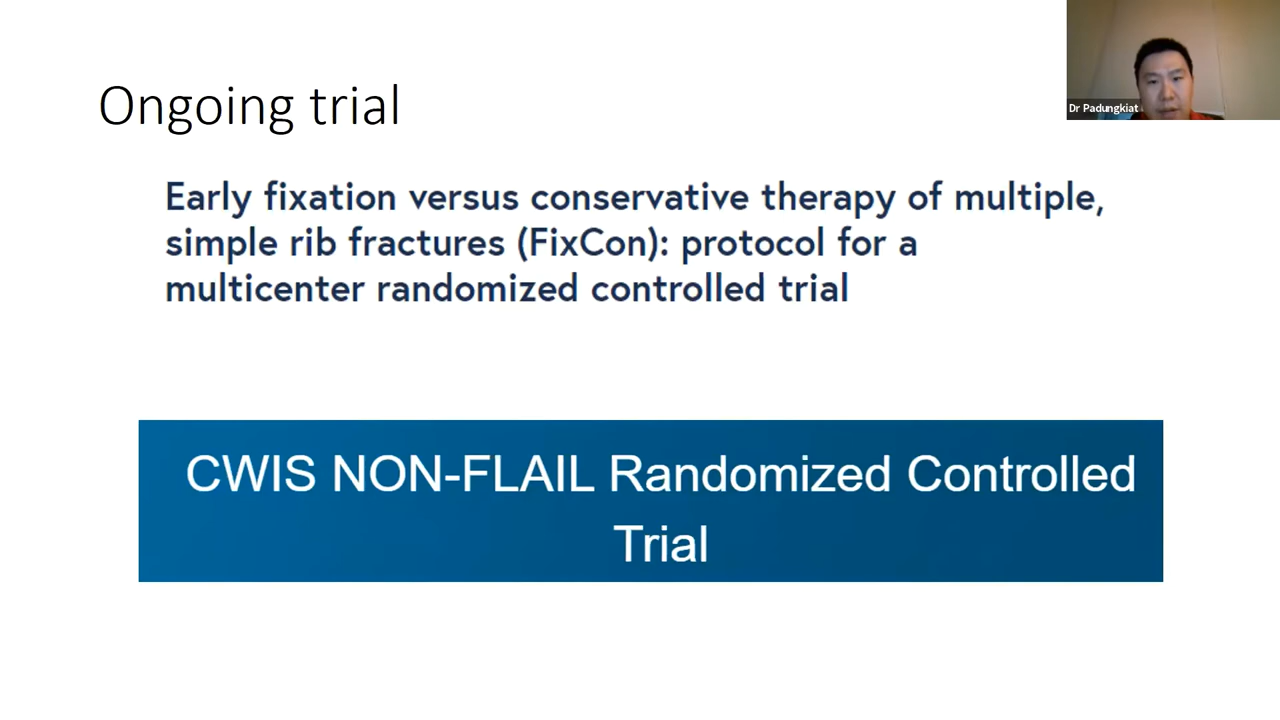 Ongoing trial
Dr Padungkiat
Early fixation versus conservative therapy of multiple,
simple rib fractures (FixCon): protocol for a
multicenter randomized controlled trial
CWIS NON-FLAIL Randomized Controlled
Trial